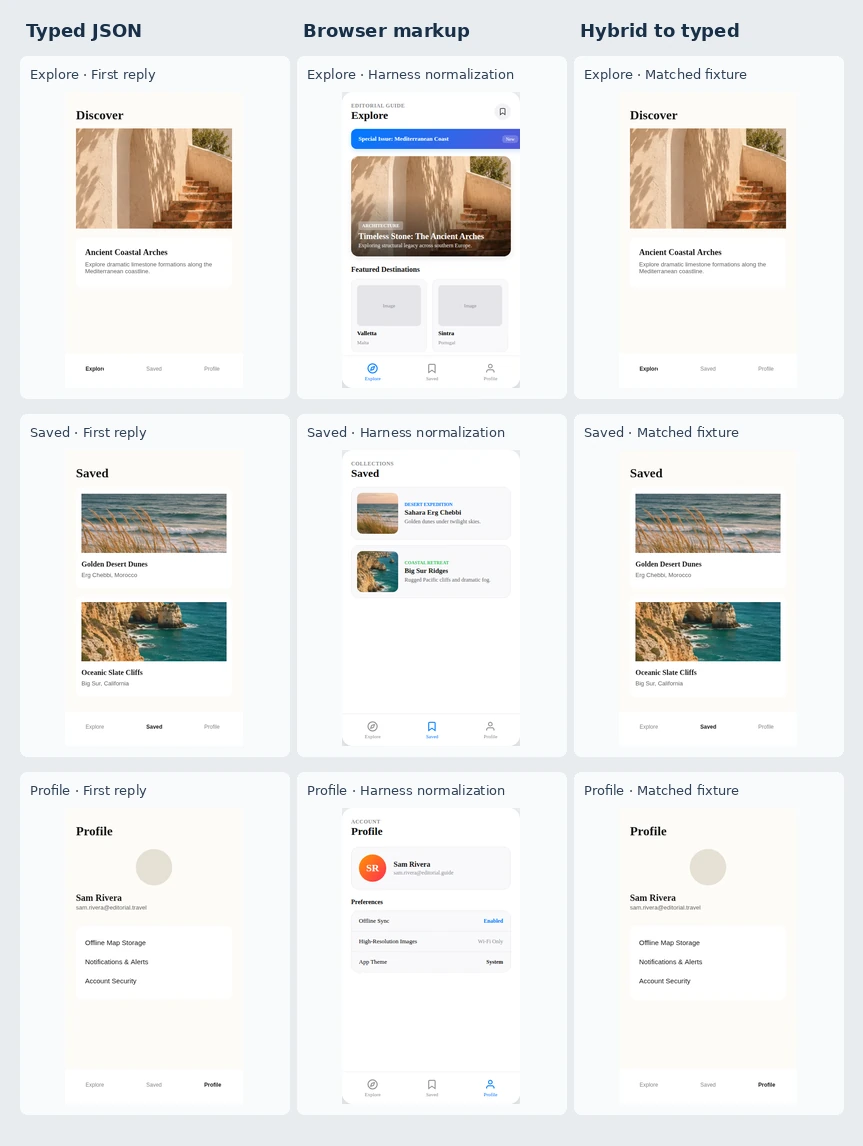 Typed JSON
Browser markup
Hybrid to typed
Explore · First reply
Discover
Ancient Coastal Arches
Explore dramatic limestone formations along the
Mediterranean coastline.
Explore
Saved
Profile
Explore · Harness normalization
EDITORIAL GUIDE
Explore
Special Issue: Mediterranean Coast
New
ARCHITECTURE
Timeless Stone: The Ancient Arches
Exploring structural legacy across southern Europe.
Featured Destinations
Image
Image
Valletta
Sintra
Malta
Portugal
Explore
Saved
Profile
Explore · Matched fixture
Discover
Ancient Coastal Arches
Explore dramatic limestone formations along the
Mediterranean coastline.
Explore
Saved
Profile
Saved · First reply
Saved
Golden Desert Dunes
Erg Chebbi, Morocco
Oceanic Slate Cliffs
Big Sur, California
Explore
Saved
Profile
Saved · Harness normalization
COLLECTIONS
Saved
DESERT EXPEDITION
Sahara Erg Chebbi
Golden dunes under twilight skies.
COASTAL RETREAT
Big Sur Ridges
Rugged Pacific cliffs and dramatic fog.
Explore
Saved
Profile
Saved · Matched fixture
Saved
Golden Desert Dunes
Erg Chebbi, Morocco
Oceanic Slate Cliffs
Big Sur, California
Explore
Saved
Profile
Profile · First reply
Profile
Sam Rivera
sam.rivera@editorial.travel
Offline Map Storage
Notifications & Alerts
Account Security
Explore
Saved
Profile
Profile · Harness normalization
ACCOUNT
Profile
SR
Sam Rivera
sam.rivera@editorial.guide
Preferences
Offline Sync
Enabled
High-Resolution Images
Wi-Fi Only
App Theme
System
Explore
Saved
Profile
Profile · Matched fixture
Profile
Sam Rivera
sam.rivera@editorial.travel
Offline Map Storage
Notifications & Alerts
Account Security
Explore
Saved
Profile